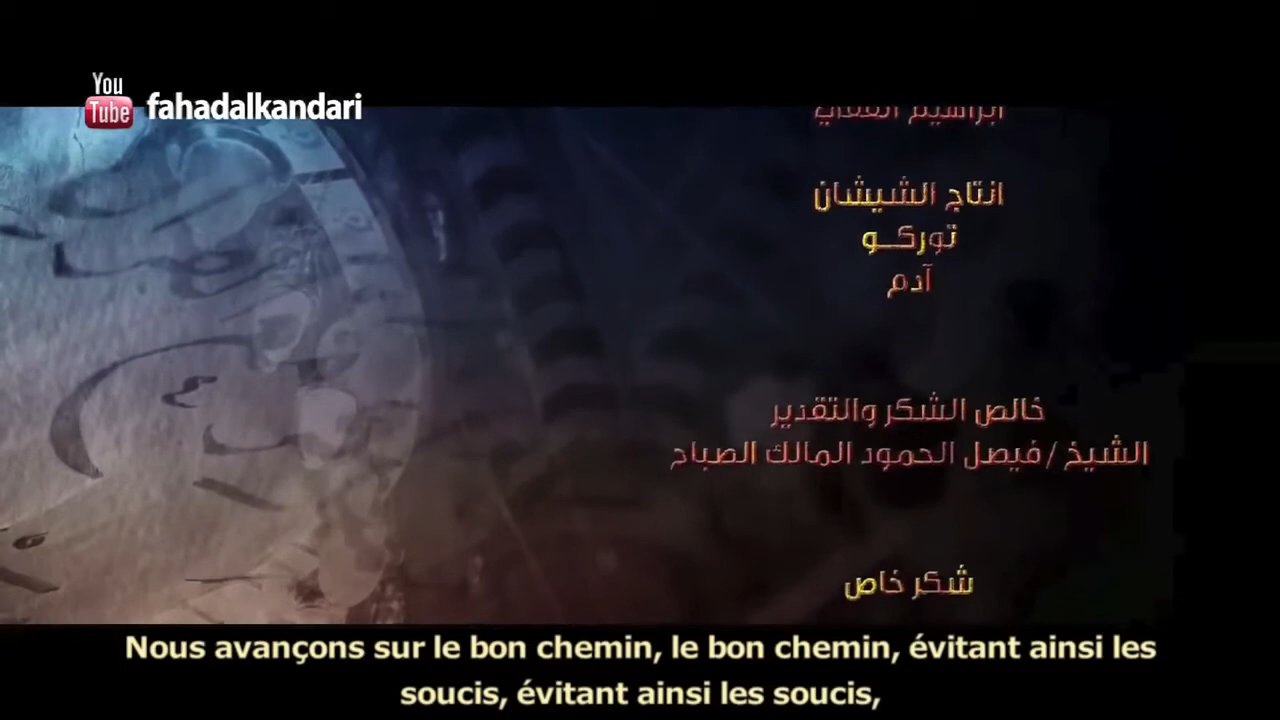 You
Tube fahadalkandari
انتاج الشيشان
توركـو
آدم
خالص الشكر والتقدير
الشيخ / فيصل الحمود المالك الصباح
شكر خاص
Nous avançons sur le bon chemin, le bon chemin, évitant ainsi les
soucis, évitant ainsi les soucis,